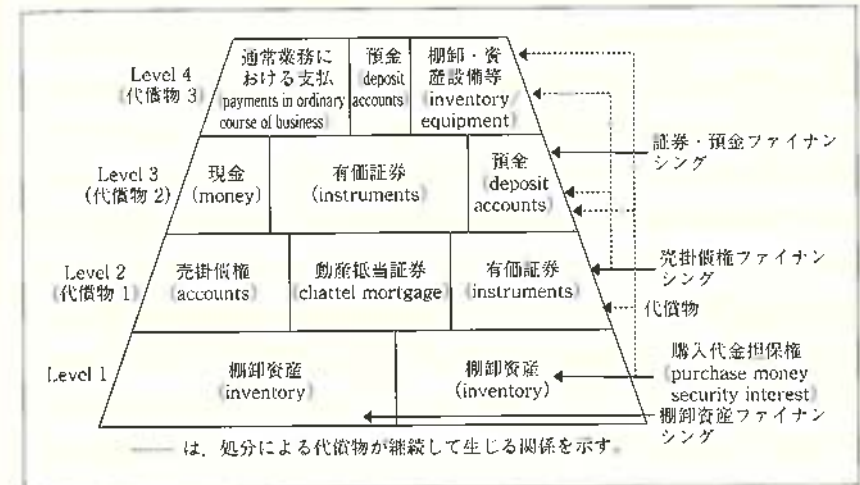 Level 4
(代償物 3)
通常業務に
おける支払
(payments in ordinary
course of business)
預金
(deposit
accounts)
棚卸・資
産設備等
(inventory/
equipment)
Level 3
(代償物 2)
現金
(money)
有価証券
(instruments)
預金
(deposit
accounts)
証券・預金ファイナン
シング
Level 2
(代償物 1)
売掛債権
(accounts)
動産抵当証券
(chattel mortgage)
有価証券
(instruments)
売掛債権ファイナン
シング
代償物
Level 1
棚卸資産
(inventory)
棚卸資産
(inventory)
購入代金担保権
(purchase money
security interest)
棚卸資産ファイナン
シング
—— は，処分による代償物が継続して生じる関係を示す。